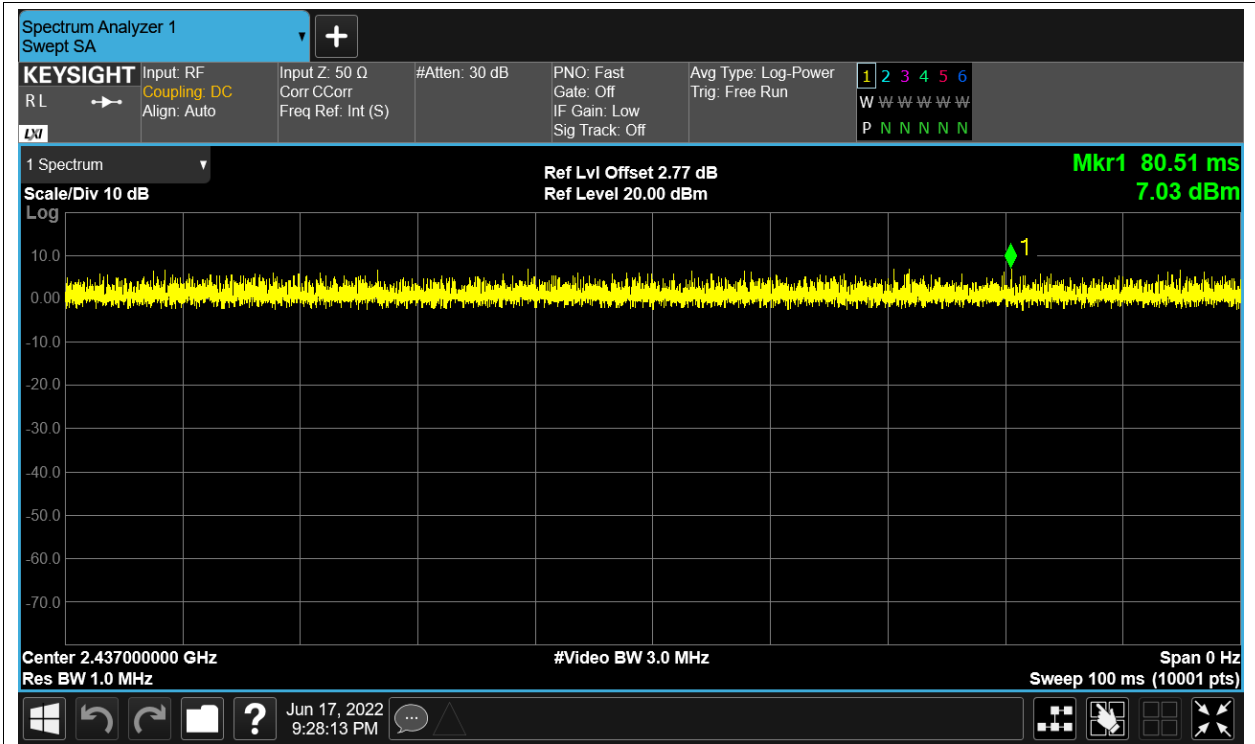 Spectrum Analyzer 1
Swept SA
KEYSIGHT
R L
LXI
Input: RF
Coupling: DC
Align: Auto
Input Z: 50 Ω
Corr CCorr
Freq Ref: Int (S)
#Atten: 30 dB
PNO: Fast
Gate: Off
IF Gain: Low
Sig Track: Off
Avg Type: Log-Power
Trig: Free Run
1 2 3 4 5 6
W W W W W W
P N N N N N
1 Spectrum
Scale/Div 10 dB
Log
Ref Lvl Offset 2.77 dB
Ref Level 20.00 dBm
Mkr1 80.51 ms
7.03 dBm
1
10.0
0.00
-10.0
-20.0
-30.0
-40.0
-50.0
-60.0
-70.0
Center 2.437000000 GHz
Res BW 1.0 MHz
#Video BW 3.0 MHz
Span 0 Hz
Sweep 100 ms (10001 pts)
?
Jun 17, 2022
9:28:13 PM